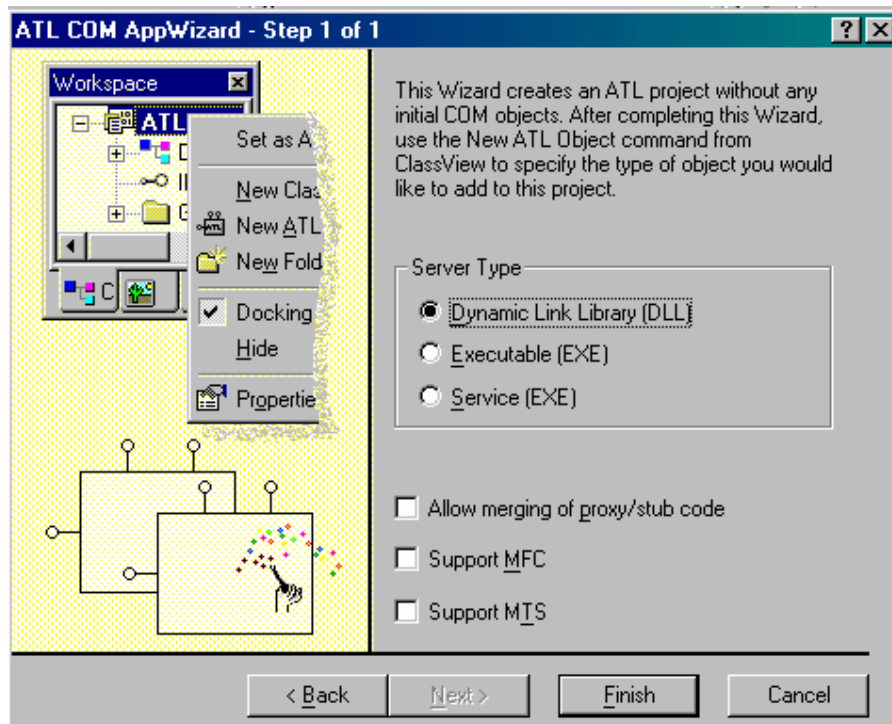 ATL COM AppWizard - Step 1 of 1
Workspace
ATL
Set as A
New Clas
New ATL
New Fold
Docking
Hide
Propertie
C
This Wizard creates an ATL project without any
initial COM objects. After completing this Wizard,
use the New ATL Object command from
ClassView to specify the type of object you would
like to add to this project.
Server Type
Dynamic Link Library (DLL)
Executable (EXE)
Service (EXE)
Allow merging of proxy/stub code
Support MFC
Support MTS
< Back
Next >
Finish
Cancel